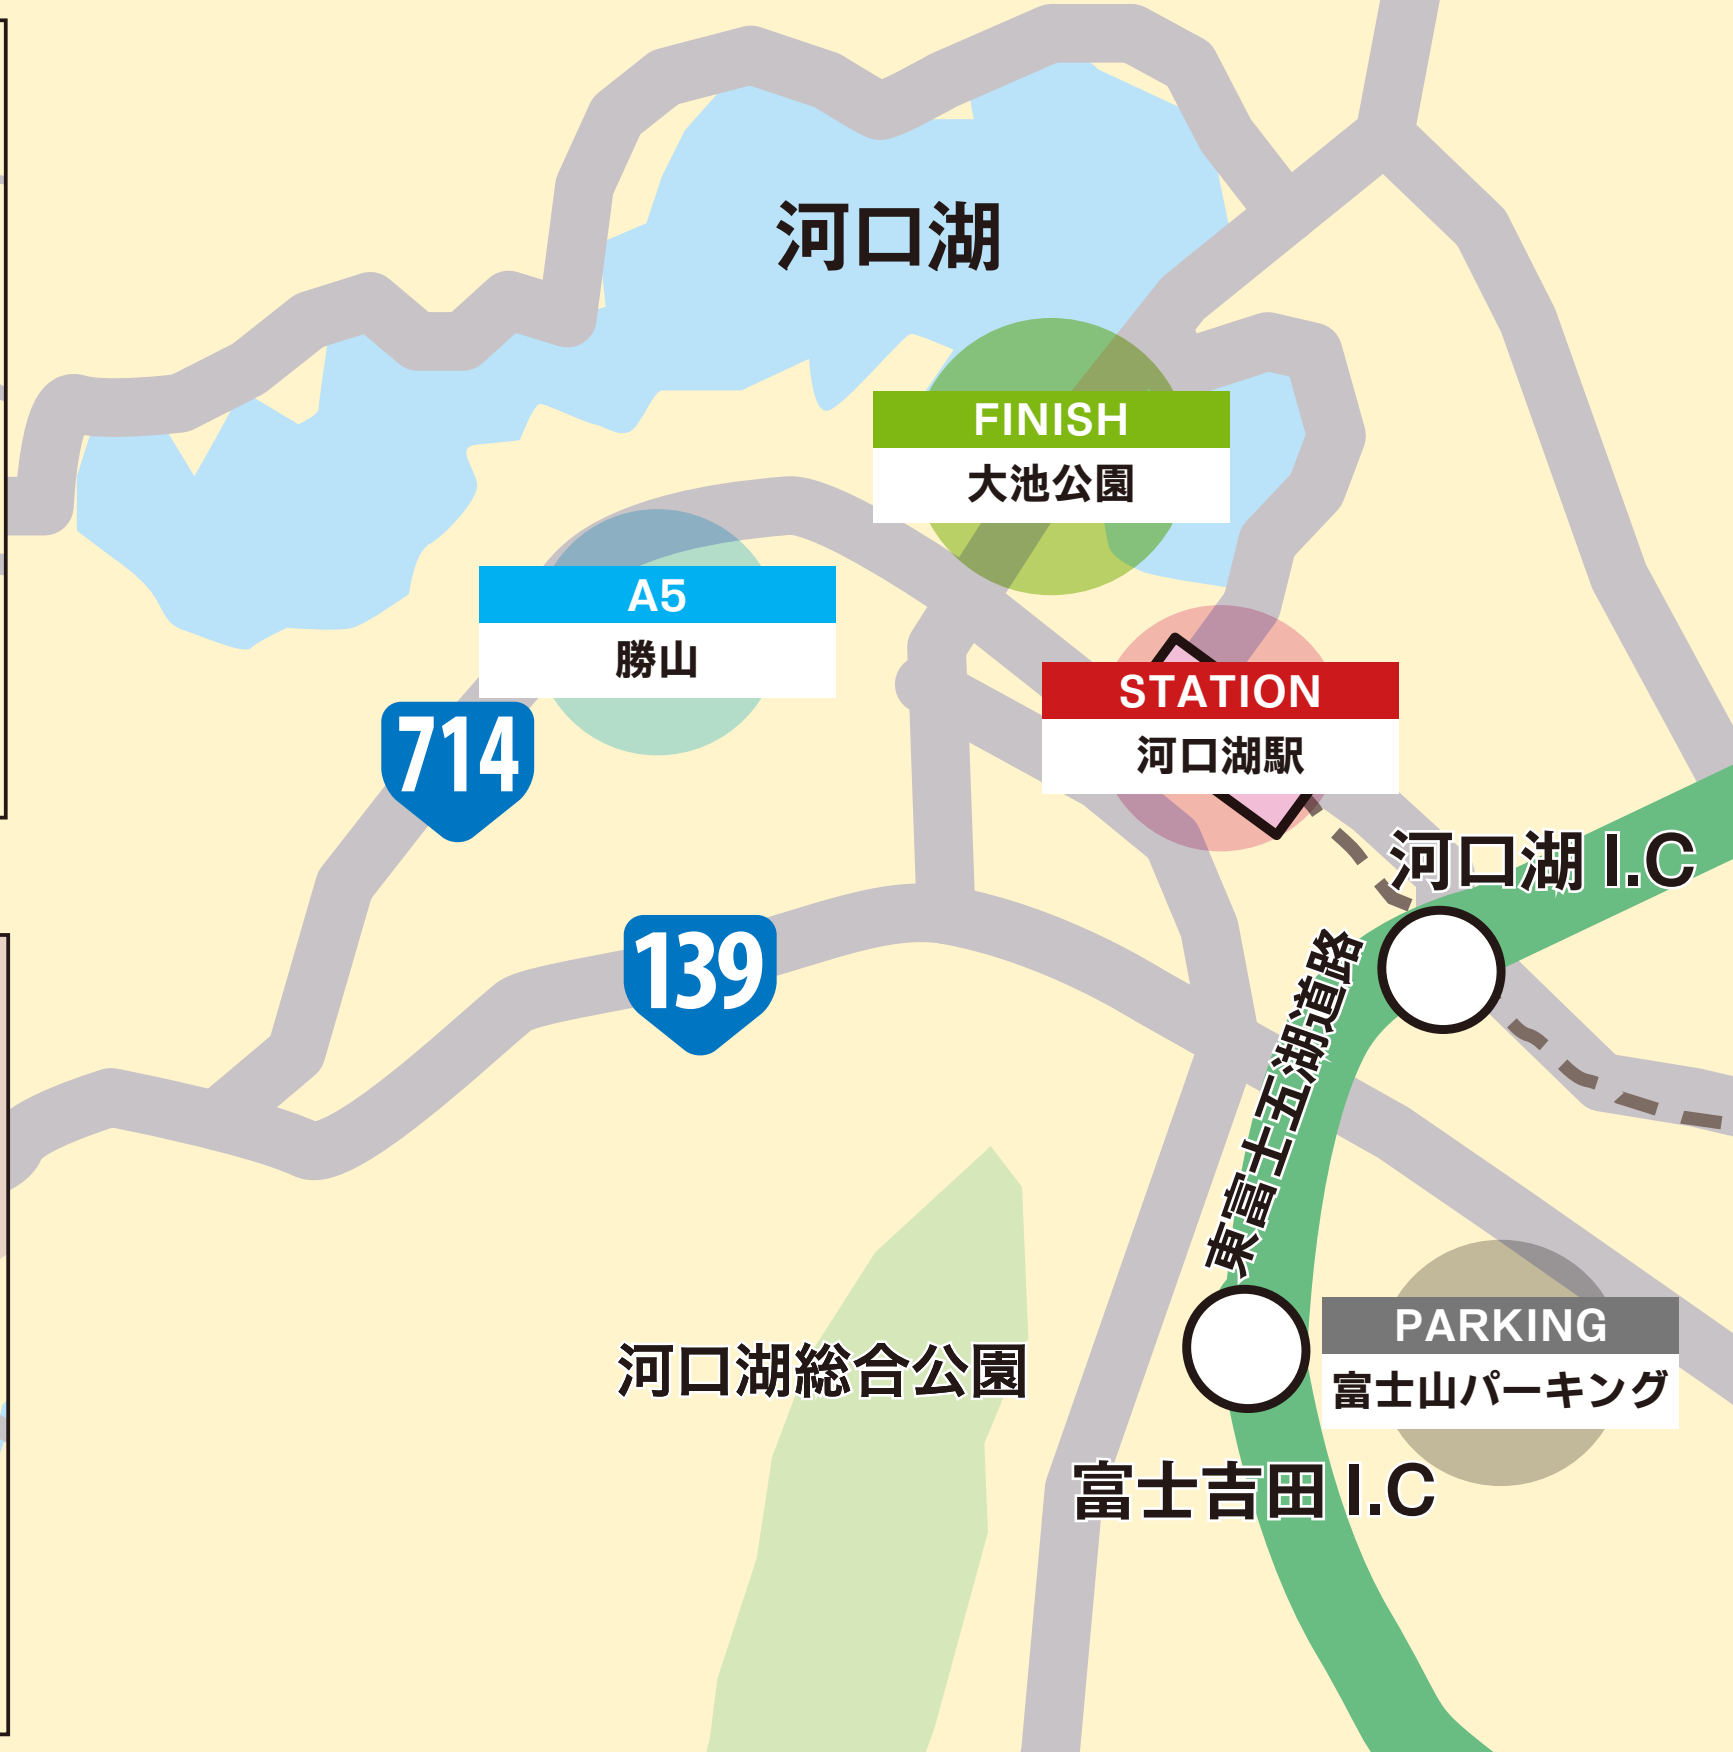 河口湖
FINISH
大池公園
A5
勝山
STATION
河口湖駅
714
河口湖 I.C
139
東富士五湖道路
PARKING
富士山パーキング
河口湖総合公園
富士吉田 I.C